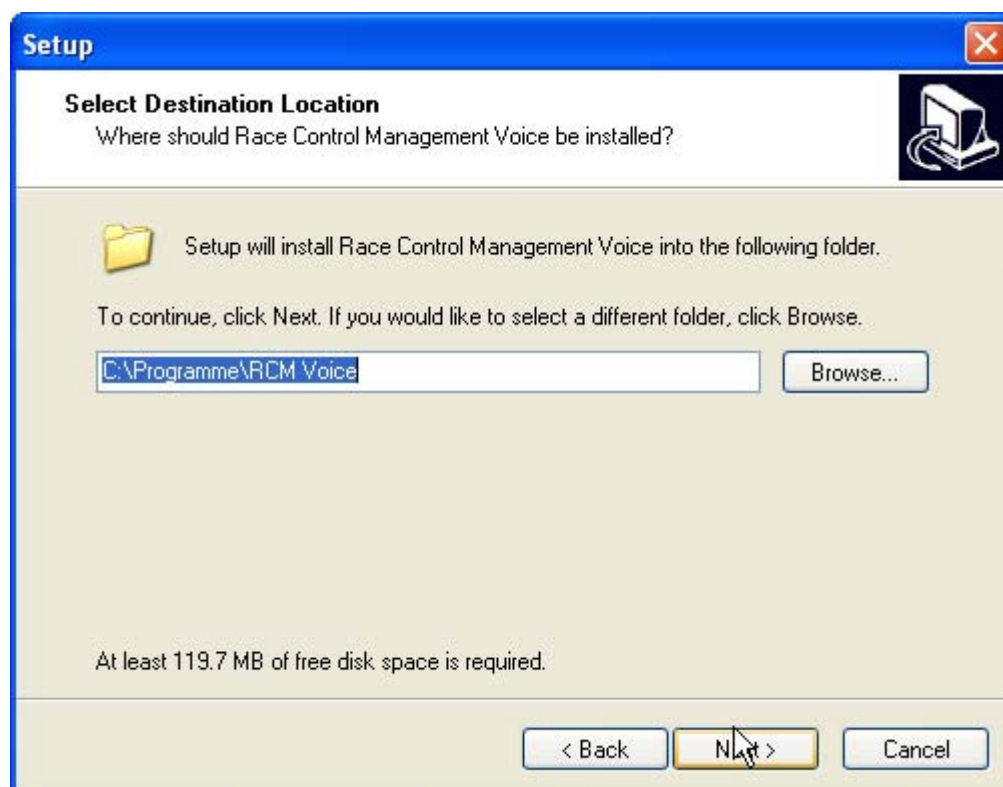 Setup
Select Destination Location
Where should Race Control Management Voice be installed?
Setup will install Race Control Management Voice into the following folder.
To continue, click Next. If you would like to select a different folder, click Browse.
C:\Programme\RCM Voice
Browse...
At least 119.7 MB of free disk space is required.
< Back
Next >
Cancel